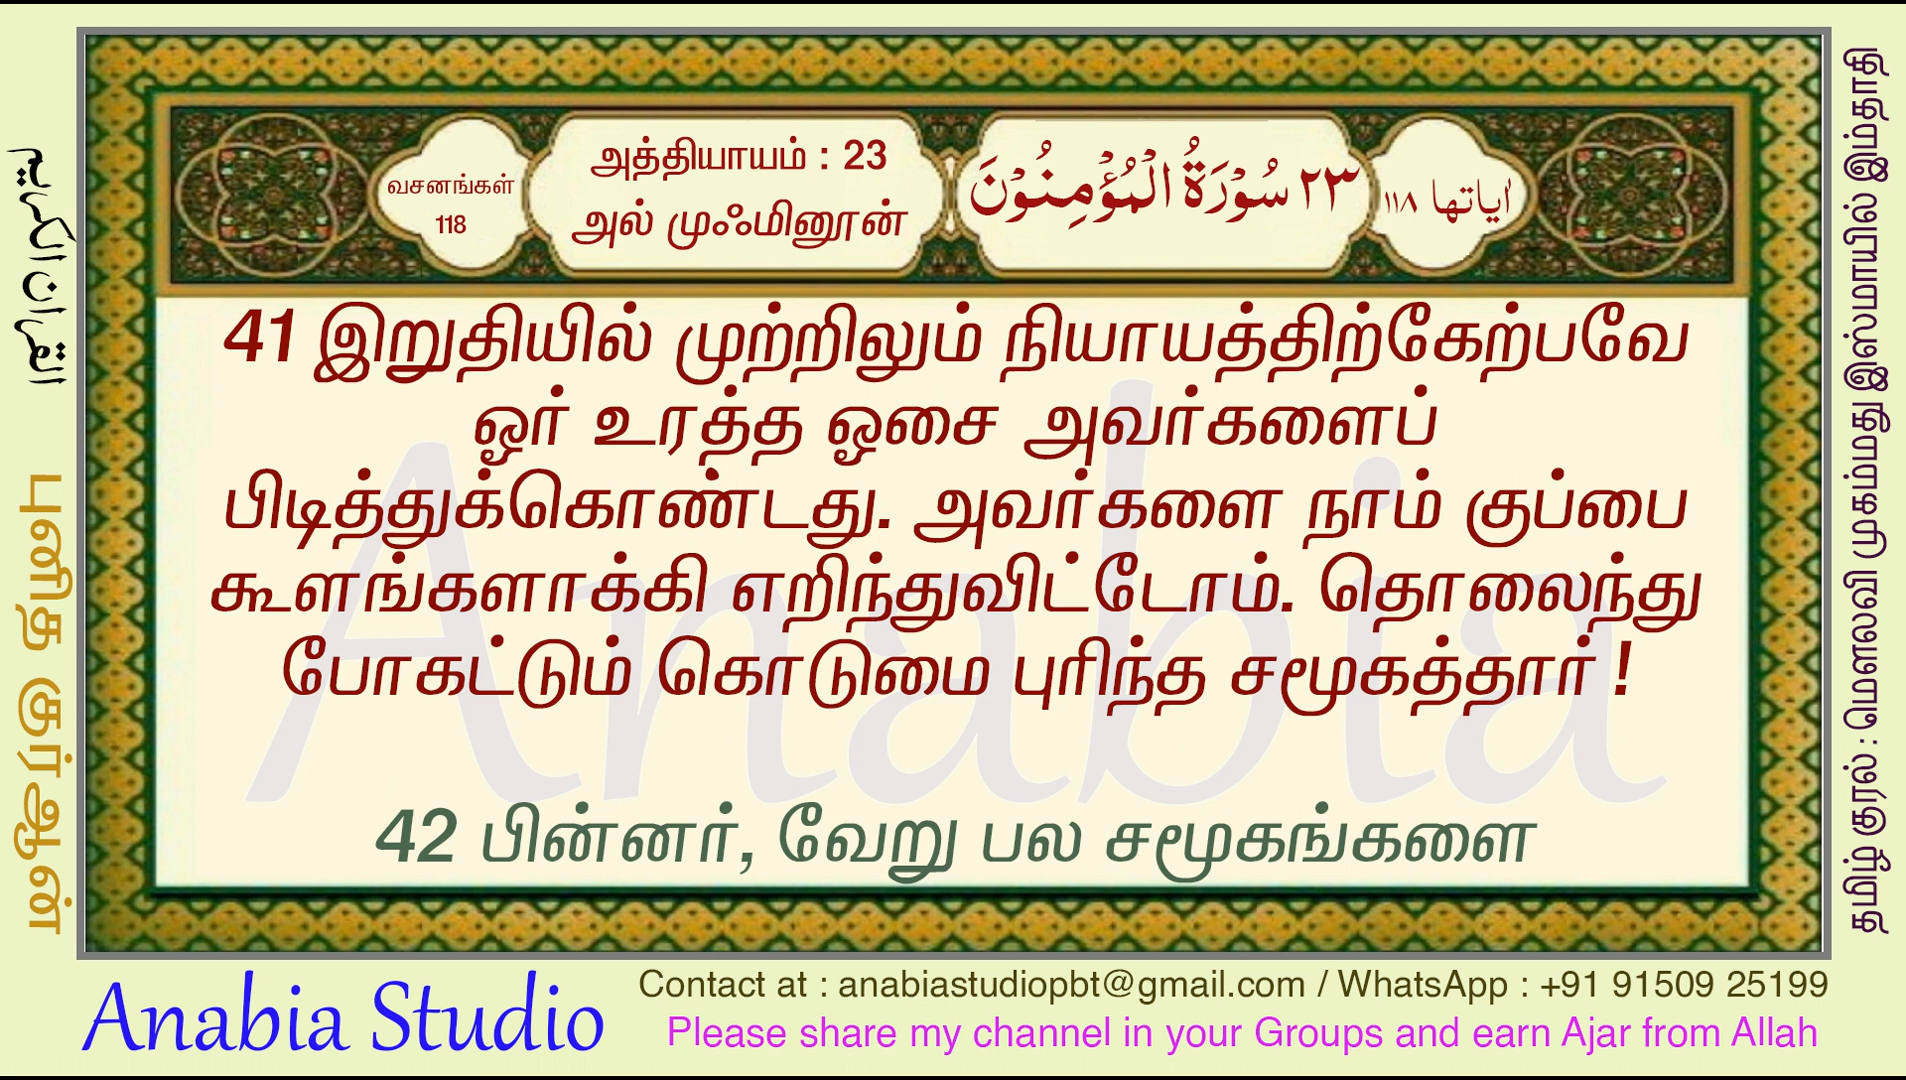 வசனங்கள்
118
அத்தியாயம் : 23
அல் முஃமினூன்
٢٣ سُوْرَةُ الْمُؤْمِنُوْنَ
اٰياتها ١١٨
41 இறுதியில் முற்றிலும் நியாயத்திற்கேற்பவே
ஓர் உரத்த ஓசை அவர்களைப்
பிடித்துக்கொண்டது. அவர்களை நாம் குப்பை
கூளங்களாக்கி எறிந்துவிட்டோம். தொலைந்து
போகட்டும் கொடுமை புரிந்த சமூகத்தார் !
42 பின்னர், வேறு பல சமூகங்களை
Anabia
القران الكريم
புனித குர்ஆன்
தமிழ் குரல் : மௌலவி முகம்மது இஸ்மாயில் இம்தாதி
Anabia Studio
Contact at : anabiastudiopbt@gmail.com / WhatsApp : +91 91509 25199
Please share my channel in your Groups and earn Ajar from Allah